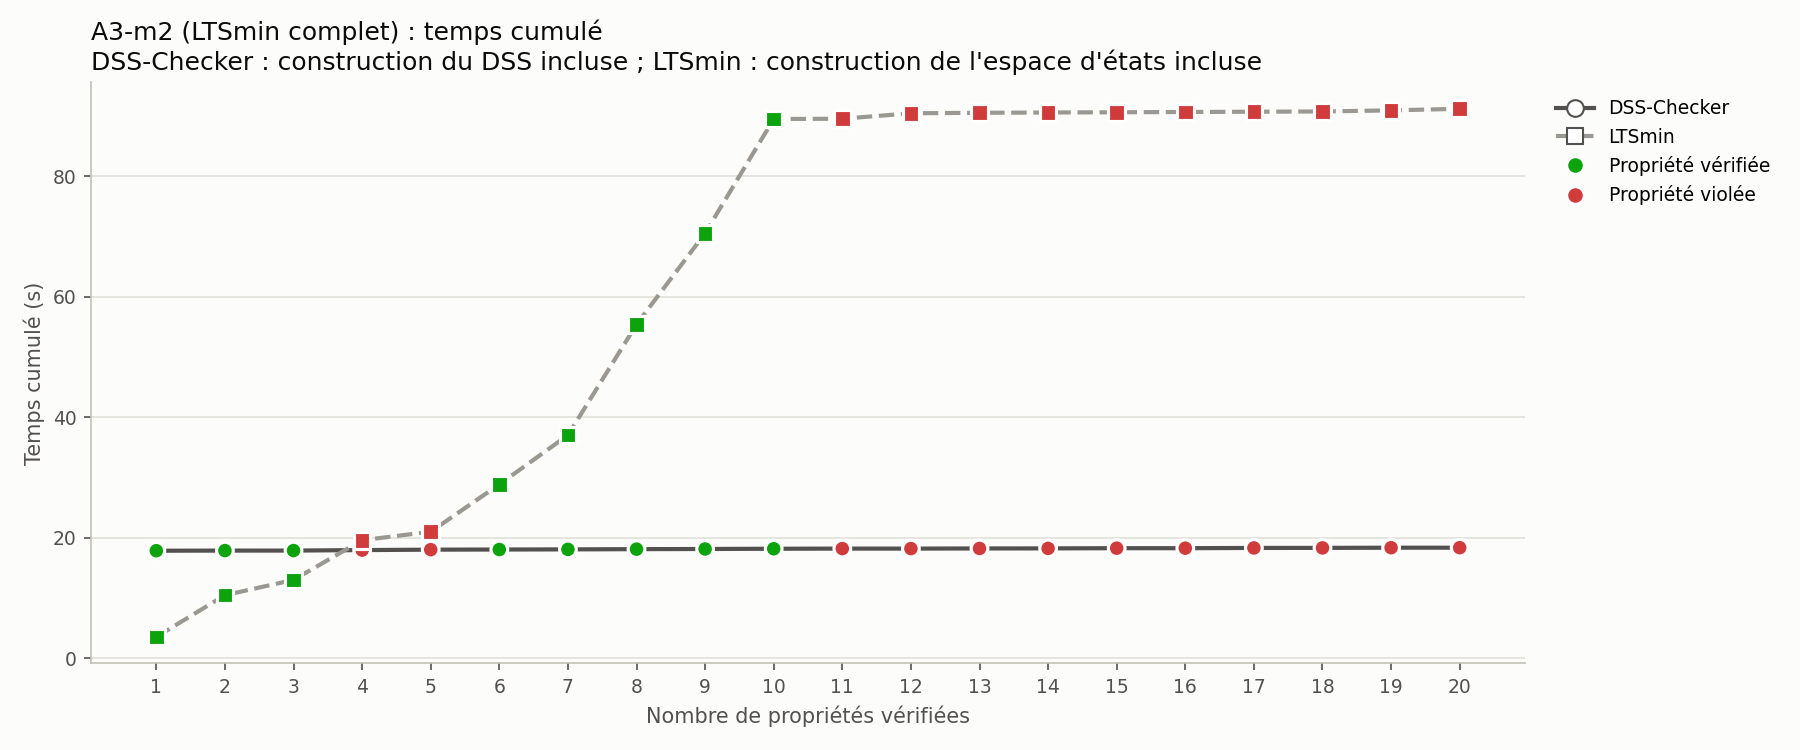 A3-m2 (LTSmin complet) : temps cumulé
DSS-Checker : construction du DSS incluse ; LTSmin : construction de l'espace d'états incluse
DSS-Checker
LTSmin
Propriété vérifiée
Propriété violée
Temps cumulé (s)
80
60
40
20
0
1 2 3 4 5 6 7 8 9 10 11 12 13 14 15 16 17 18 19 20
Nombre de propriétés vérifiées